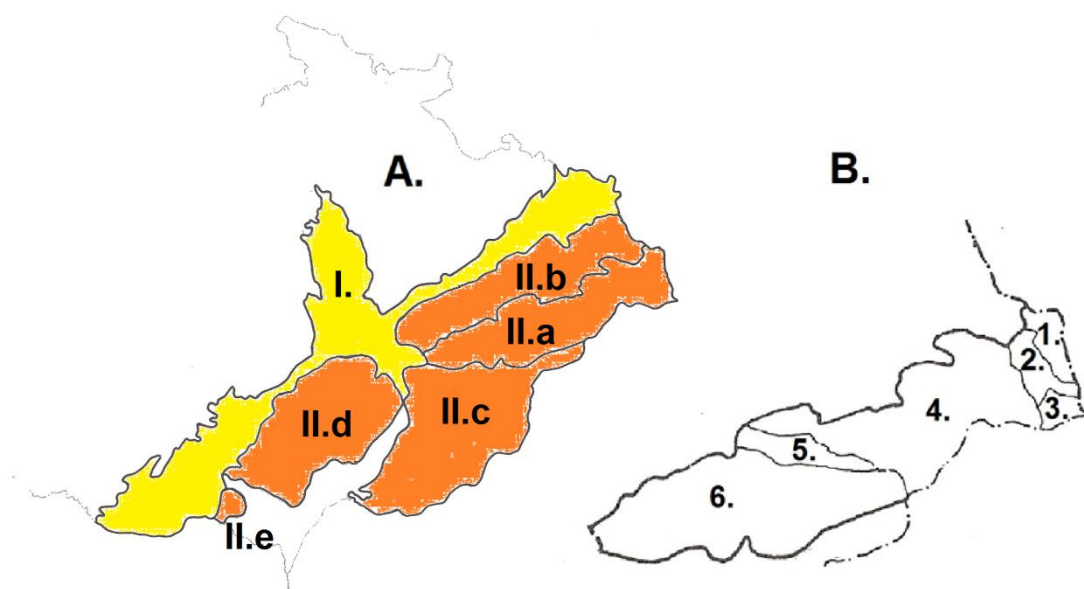 A.
B.
I.
II.b
II.a
II.d
II.c
II.e
1.
2.
3.
4.
5.
6.